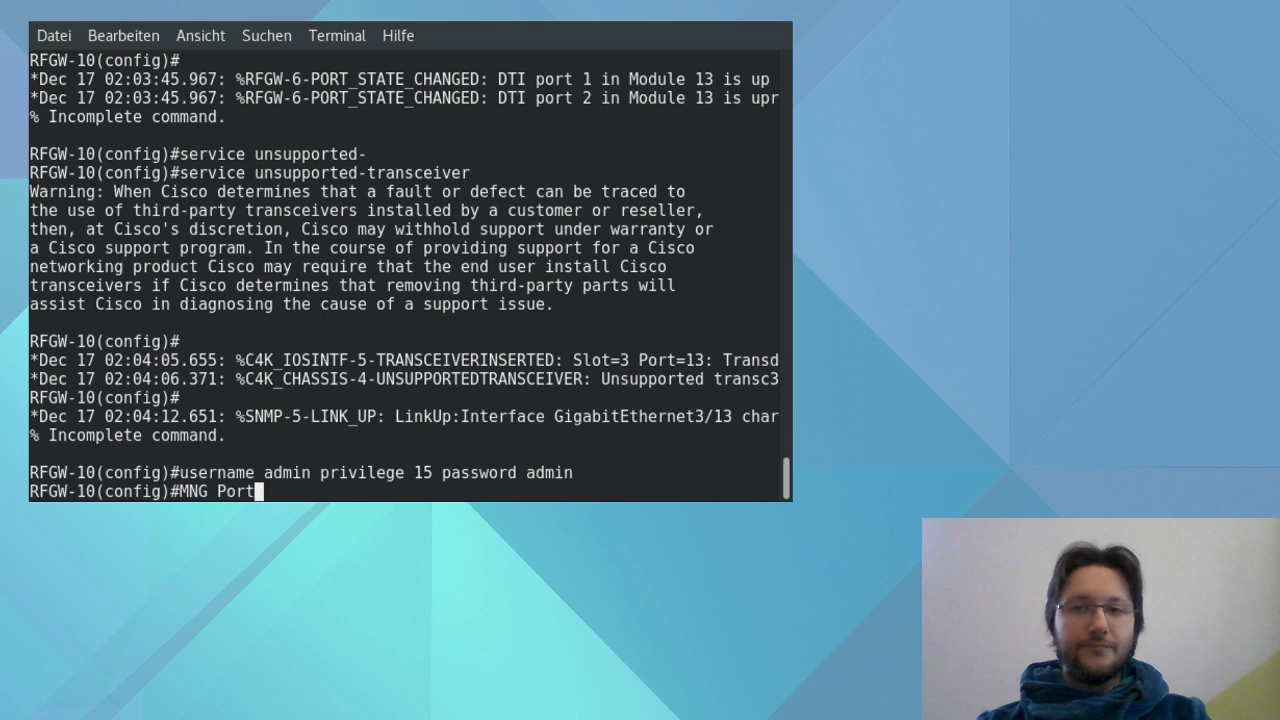 Datei Bearbeiten Ansicht Suchen Terminal Hilfe
RFGW-10(config)#
*Dec 17 02:03:45.967: %RFGW-6-PORT_STATE_CHANGED: DTI port 1 in Module 13 is up
*Dec 17 02:03:45.967: %RFGW-6-PORT_STATE_CHANGED: DTI port 2 in Module 13 is upr
% Incomplete command.
RFGW-10(config)#service unsupported-
RFGW-10(config)#service unsupported-transceiver
Warning: When Cisco determines that a fault or defect can be traced to
the use of third-party transceivers installed by a customer or reseller,
then, at Cisco's discretion, Cisco may withhold support under warranty or
a Cisco support program. In the course of providing support for a Cisco
networking product Cisco may require that the end user install Cisco
transceivers if Cisco determines that removing third-party parts will
assist Cisco in diagnosing the cause of a support issue.
RFGW-10(config)#
*Dec 17 02:04:05.655: %C4K_IOSINTF-5-TRANSCEIVERINSERTED: Slot=3 Port=13: Transd
*Dec 17 02:04:06.371: %C4K_CHASSIS-4-UNSUPPORTEDTRANSCEIVER: Unsupported transc3
RFGW-10(config)#
*Dec 17 02:04:12.651: %SNMP-5-LINK_UP: LinkUp:Interface GigabitEthernet3/13 char
% Incomplete command.
RFGW-10(config)#username admin privilege 15 password admin
RFGW-10(config)#MNG Port